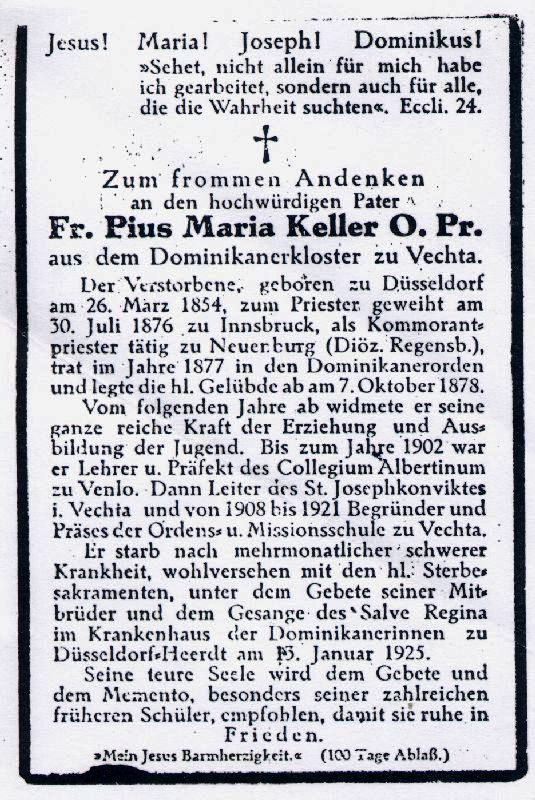 Jesus! Maria! Joseph! Dominikus!
»Sehet, nicht allein für mich habe
ich gearbeitet, sondern auch für alle,
die die Wahrheit suchten«. Eccli. 24.
Zum frommen Andenken
an den hochwürdigen Pater
Fr. Pius Maria Keller O. Pr.
aus dem Dominikanerkloster zu Vechta.
Der Verstorbene, geboren zu Düsseldorf
am 26. März 1854, zum Priester geweiht am
30. Juli 1876 zu Innsbruck, als Kommorant-
priester tätig zu Neuenburg (Diöz. Regensb.),
trat im Jahre 1877 in den Dominikanerorden
und legte die hl. Gelübde ab am 7. Oktober 1878.
Vom folgenden Jahre ab widmete er seine
ganze reiche Kraft der Erziehung und Aus-
bildung der Jugend. Bis zum Jahre 1902 war
er Lehrer u. Präfekt des Collegium Albertinum
zu Venlo. Dann Leiter des St. Josephkonviktes
i. Vechta und von 1908 bis 1921 Begründer und
Präses der Ordens- u. Missionsschule zu Vechta.
Er starb nach mehrmonatlicher schwerer
Krankheit, wohlversehen mit den hl. Sterbe-
sakramenten, unter dem Gebete seiner Mit-
brüder und dem Gesange des Salve Regina
im Krankenhaus der Dominikanerinnen zu
Düsseldorf-Heerdt am Januar 1925.
Seine teure Seele wird dem Gebete und
dem Memento, besonders seiner zahlreichen
früheren Schüler, empfohlen, damit sie ruhe in
Frieden.
»Mein Jesus Barmherzigkeit.« (100 Tage Ablaß.)